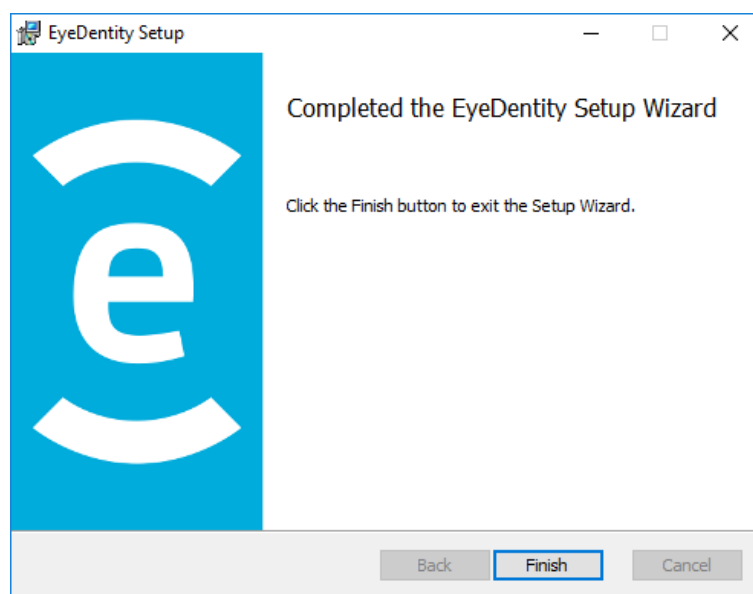 EyeDentity Setup
Completed the EyeDentity Setup Wizard
Click the Finish button to exit the Setup Wizard.
e
Back Finish Cancel